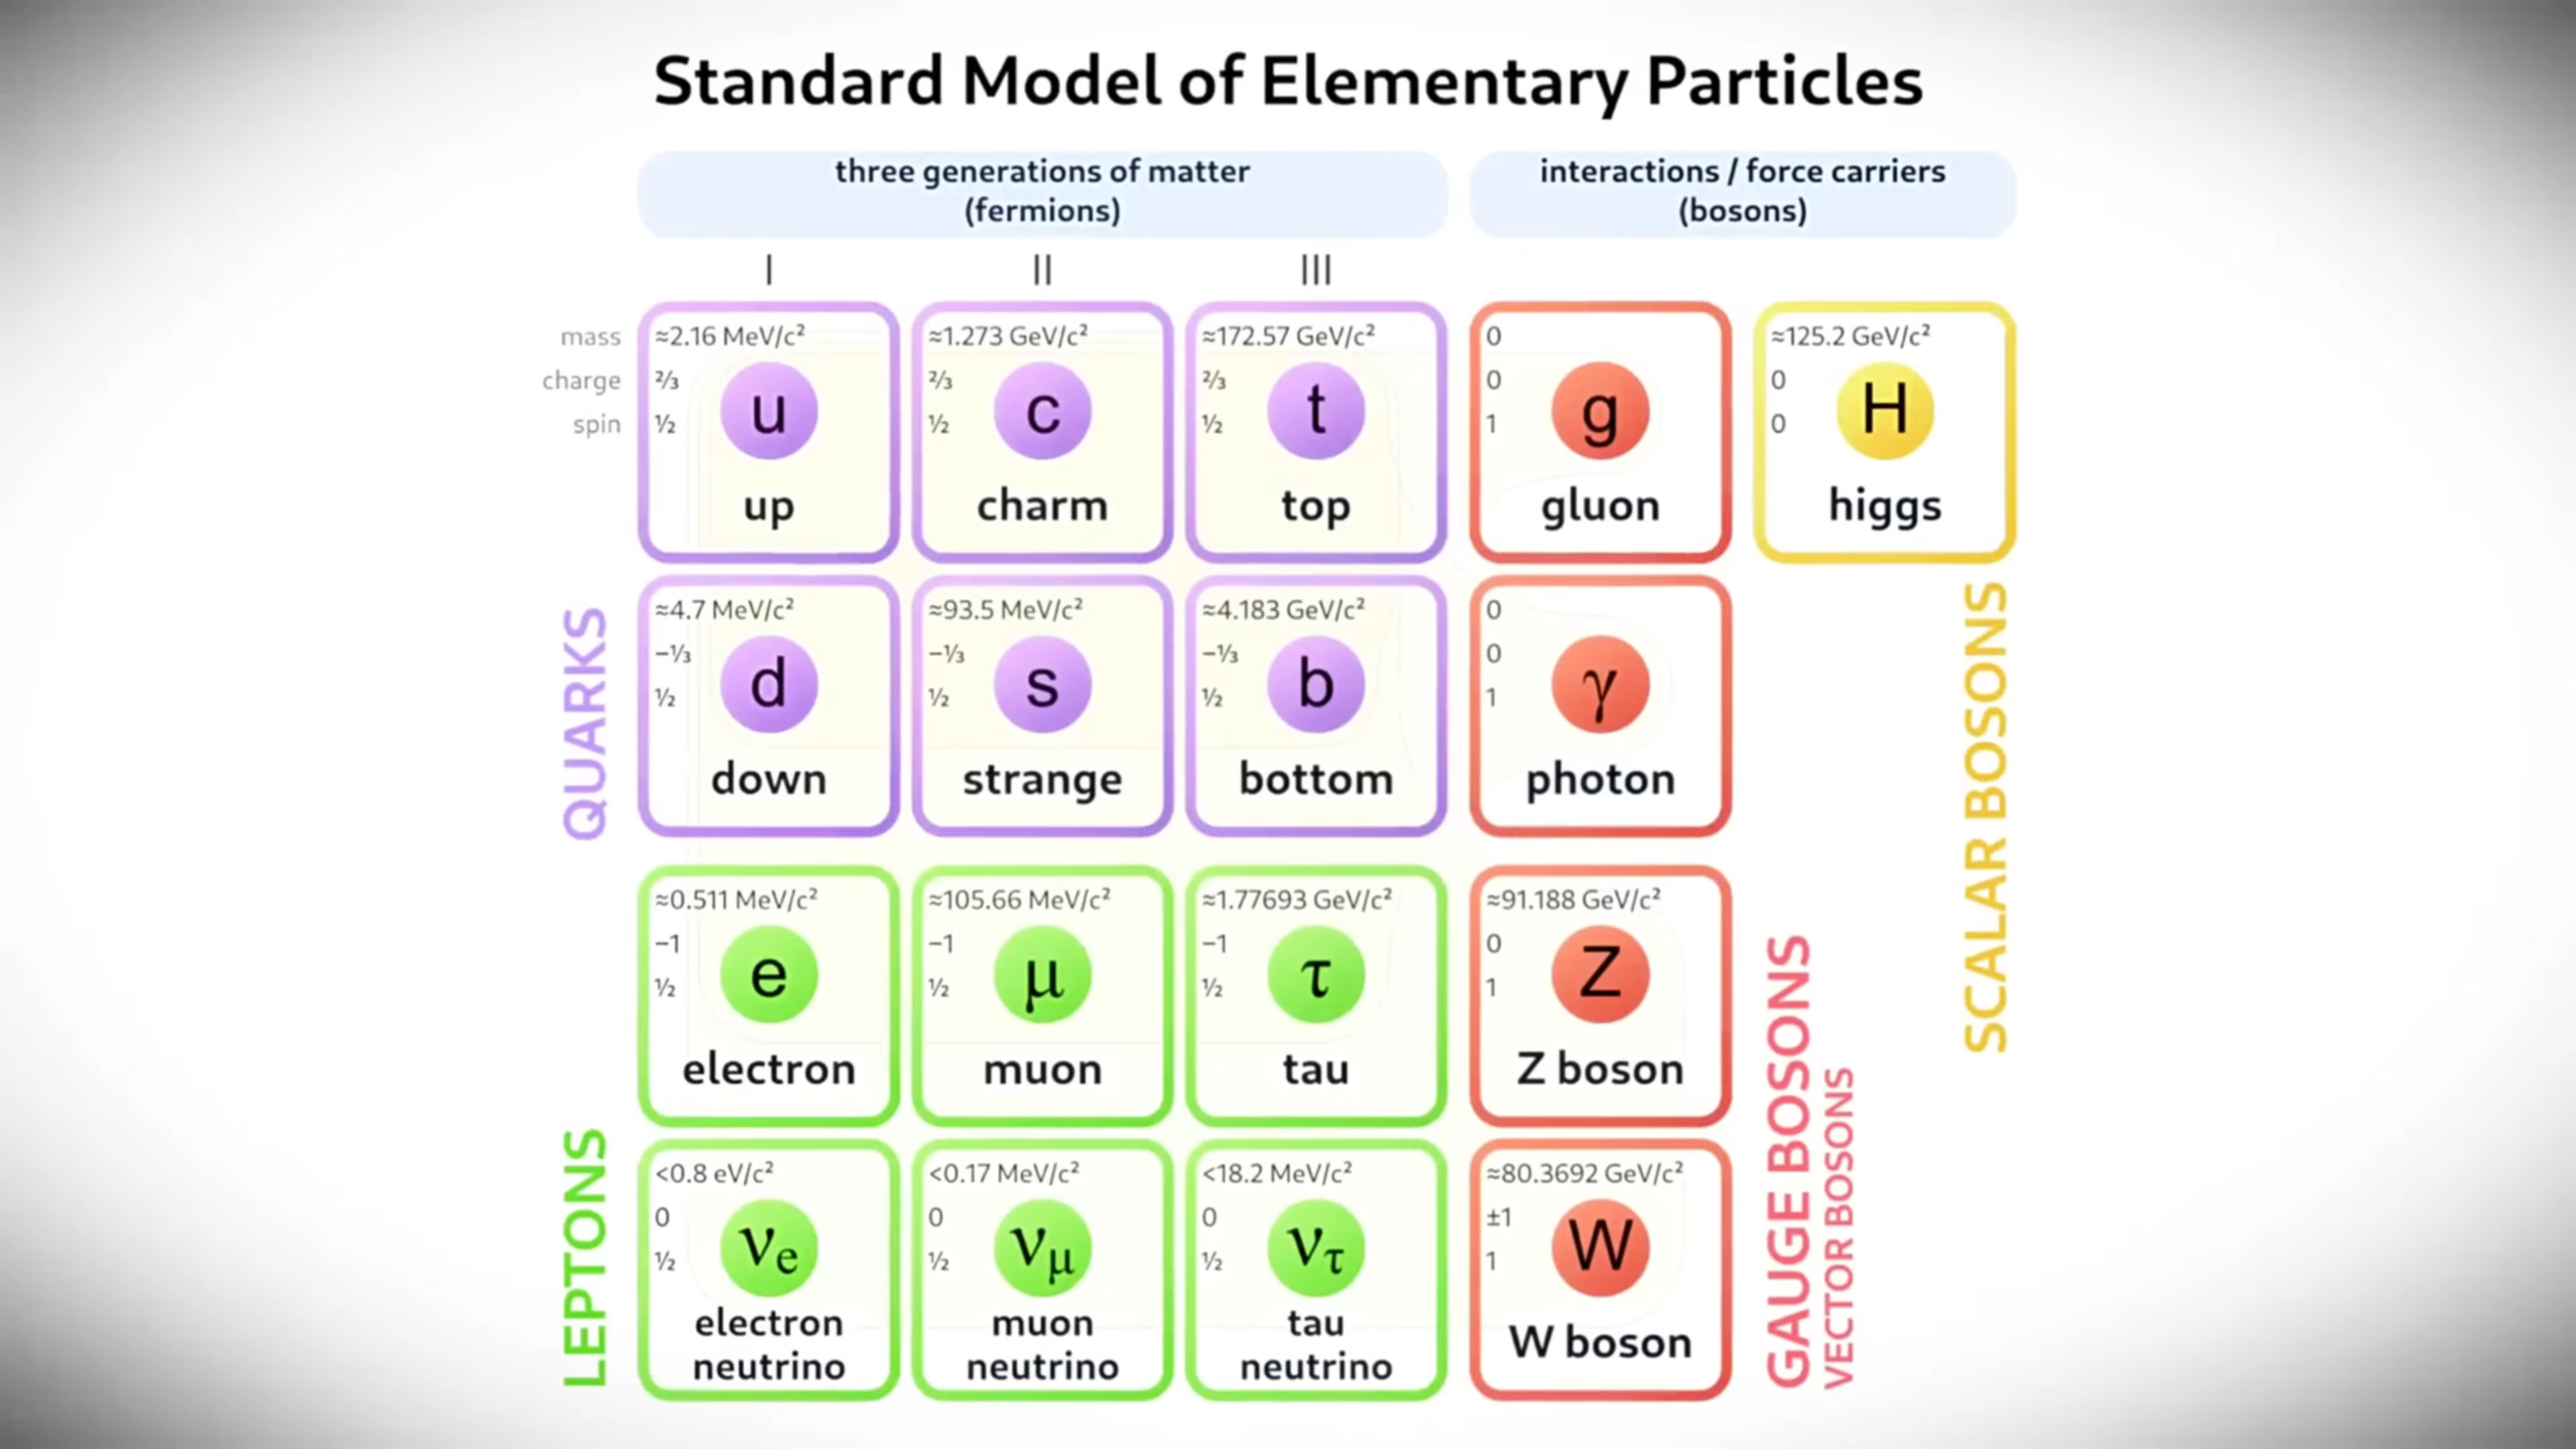 Standard Model of Elementary Particles
three generations of matter
(fermions)
interactions / force carriers
(bosons)
I
II
III
mass
charge
spin
≈2.16 MeV/c²
⅔
½
u
up
≈1.273 GeV/c²
⅔
½
c
charm
≈172.57 GeV/c²
⅔
½
t
top
0
0
1
g
gluon
≈125.2 GeV/c²
0
0
H
higgs
QUARKS
≈4.7 MeV/c²
−⅓
½
d
down
≈93.5 MeV/c²
−⅓
½
s
strange
≈4.183 GeV/c²
−⅓
½
b
bottom
0
0
1
γ
photon
SCALAR BOSONS
≈0.511 MeV/c²
−1
½
e
electron
≈105.66 MeV/c²
−1
½
μ
muon
≈1.77693 GeV/c²
−1
½
τ
tau
≈91.188 GeV/c²
0
1
Z
Z boson
LEPTONS
<0.8 eV/c²
0
½
νe
electron
neutrino
<0.17 MeV/c²
0
½
νμ
muon
neutrino
<18.2 MeV/c²
0
½
ντ
tau
neutrino
≈80.3692 GeV/c²
±1
1
W
W boson
GAUGE BOSONS
VECTOR BOSONS